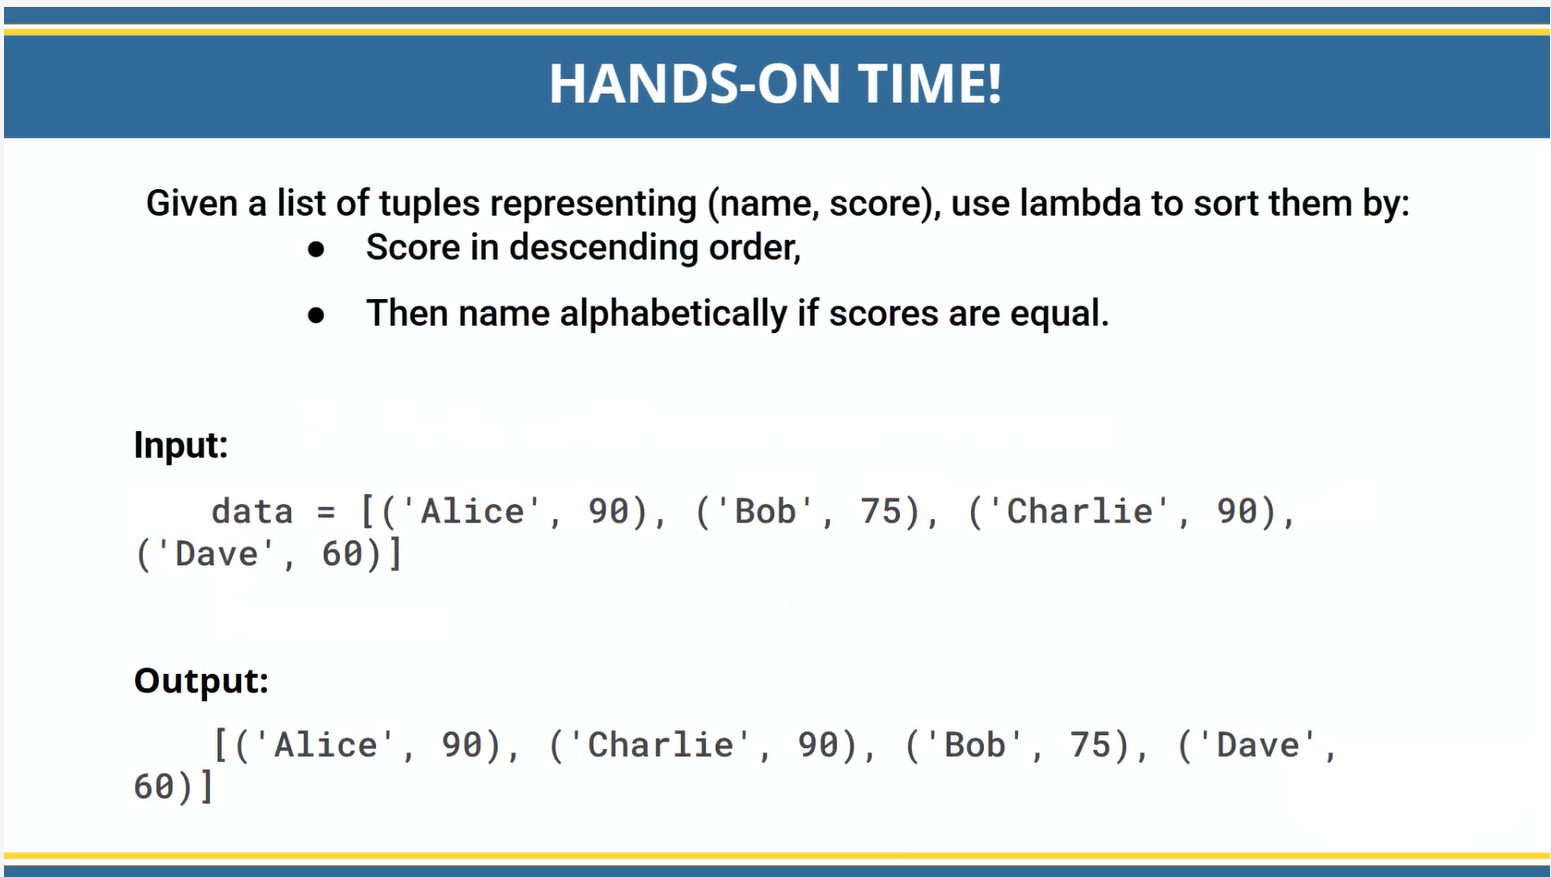 HANDS-ON TIME!
Given a list of tuples representing (name, score), use lambda to sort them by:
● Score in descending order,
● Then name alphabetically if scores are equal.
Input:
data = [('Alice', 90), ('Bob', 75), ('Charlie', 90),
('Dave', 60)]
Output:
[('Alice', 90), ('Charlie', 90), ('Bob', 75), ('Dave',
60)]